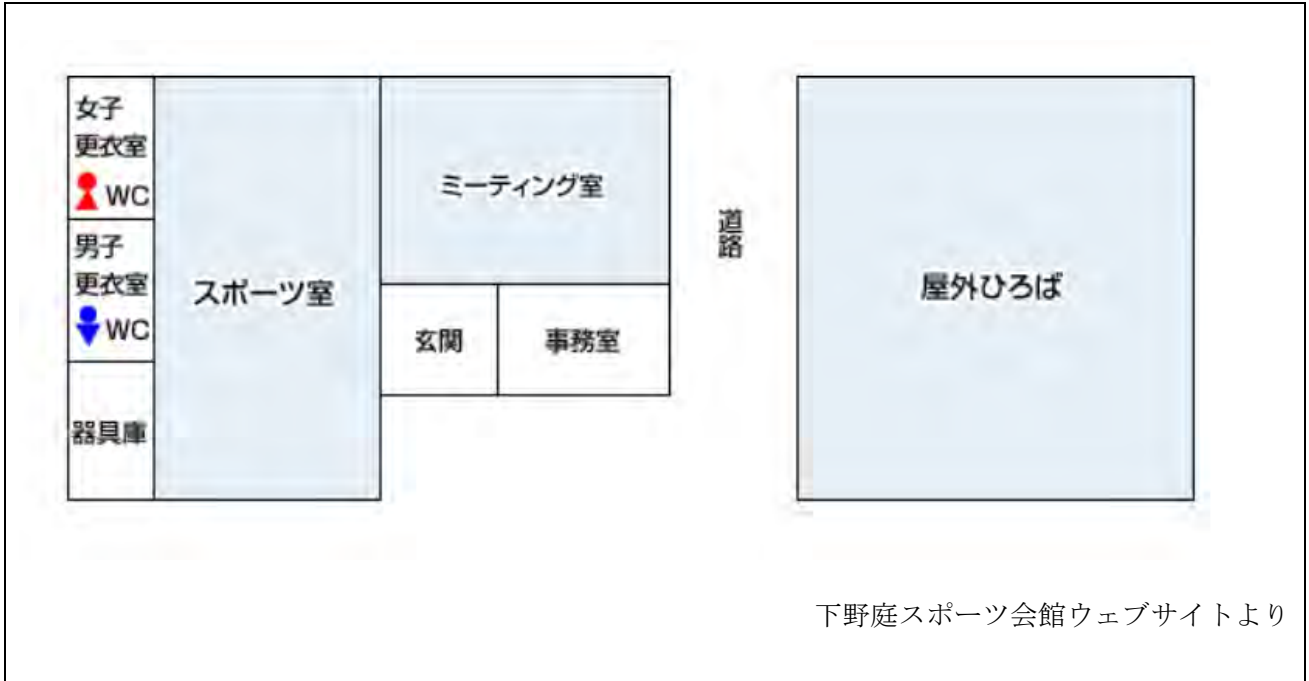 女子
更衣室
WC
男子
更衣室
WC
器具庫
スポーツ室
ミーティング室
玄関
事務室
道路
屋外ひろば
下野庭スポーツ会館ウェブサイトより